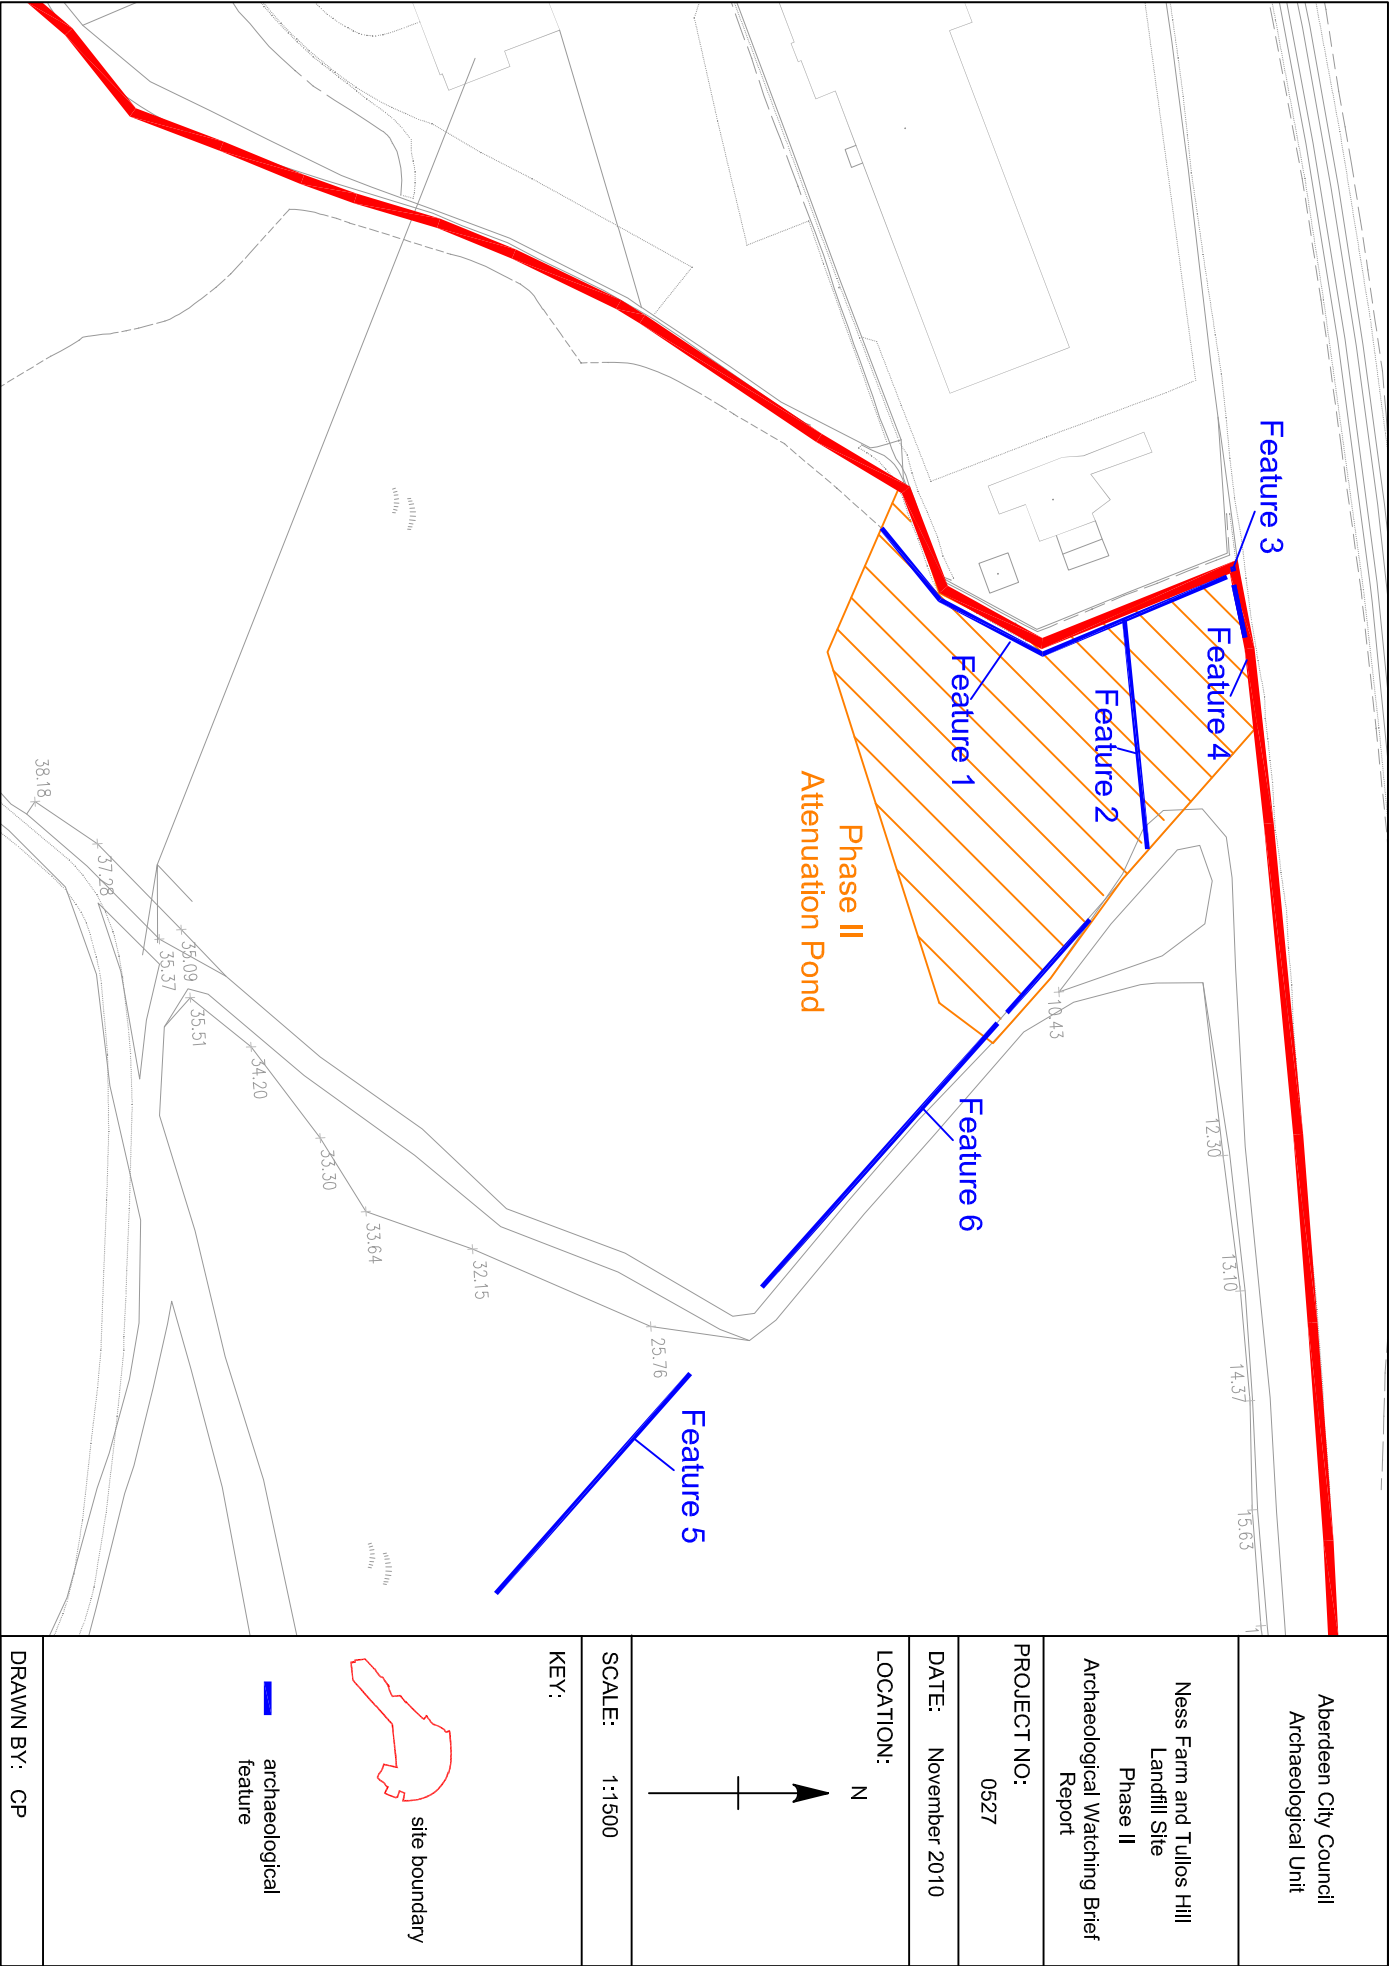 Feature 3
Feature 4
Feature 2
Feature 1
Phase II
Attenuation Pond
Feature 6
Feature 5
10.43
12.30
13.10
14.37
15.63
1
38.18
37.28
35.09
35.37
35.51
34.20
33.30
33.64
32.15
25.76
Aberdeen City Council
Archaeological Unit
Ness Farm and Tullos Hill
Landfill Site
Phase II
Archaeological Watching Brief
Report
PROJECT NO:
0527
DATE: November 2010
LOCATION:
N
SCALE: 1:1500
KEY:
site boundary
archaeological
feature
DRAWN BY: CP